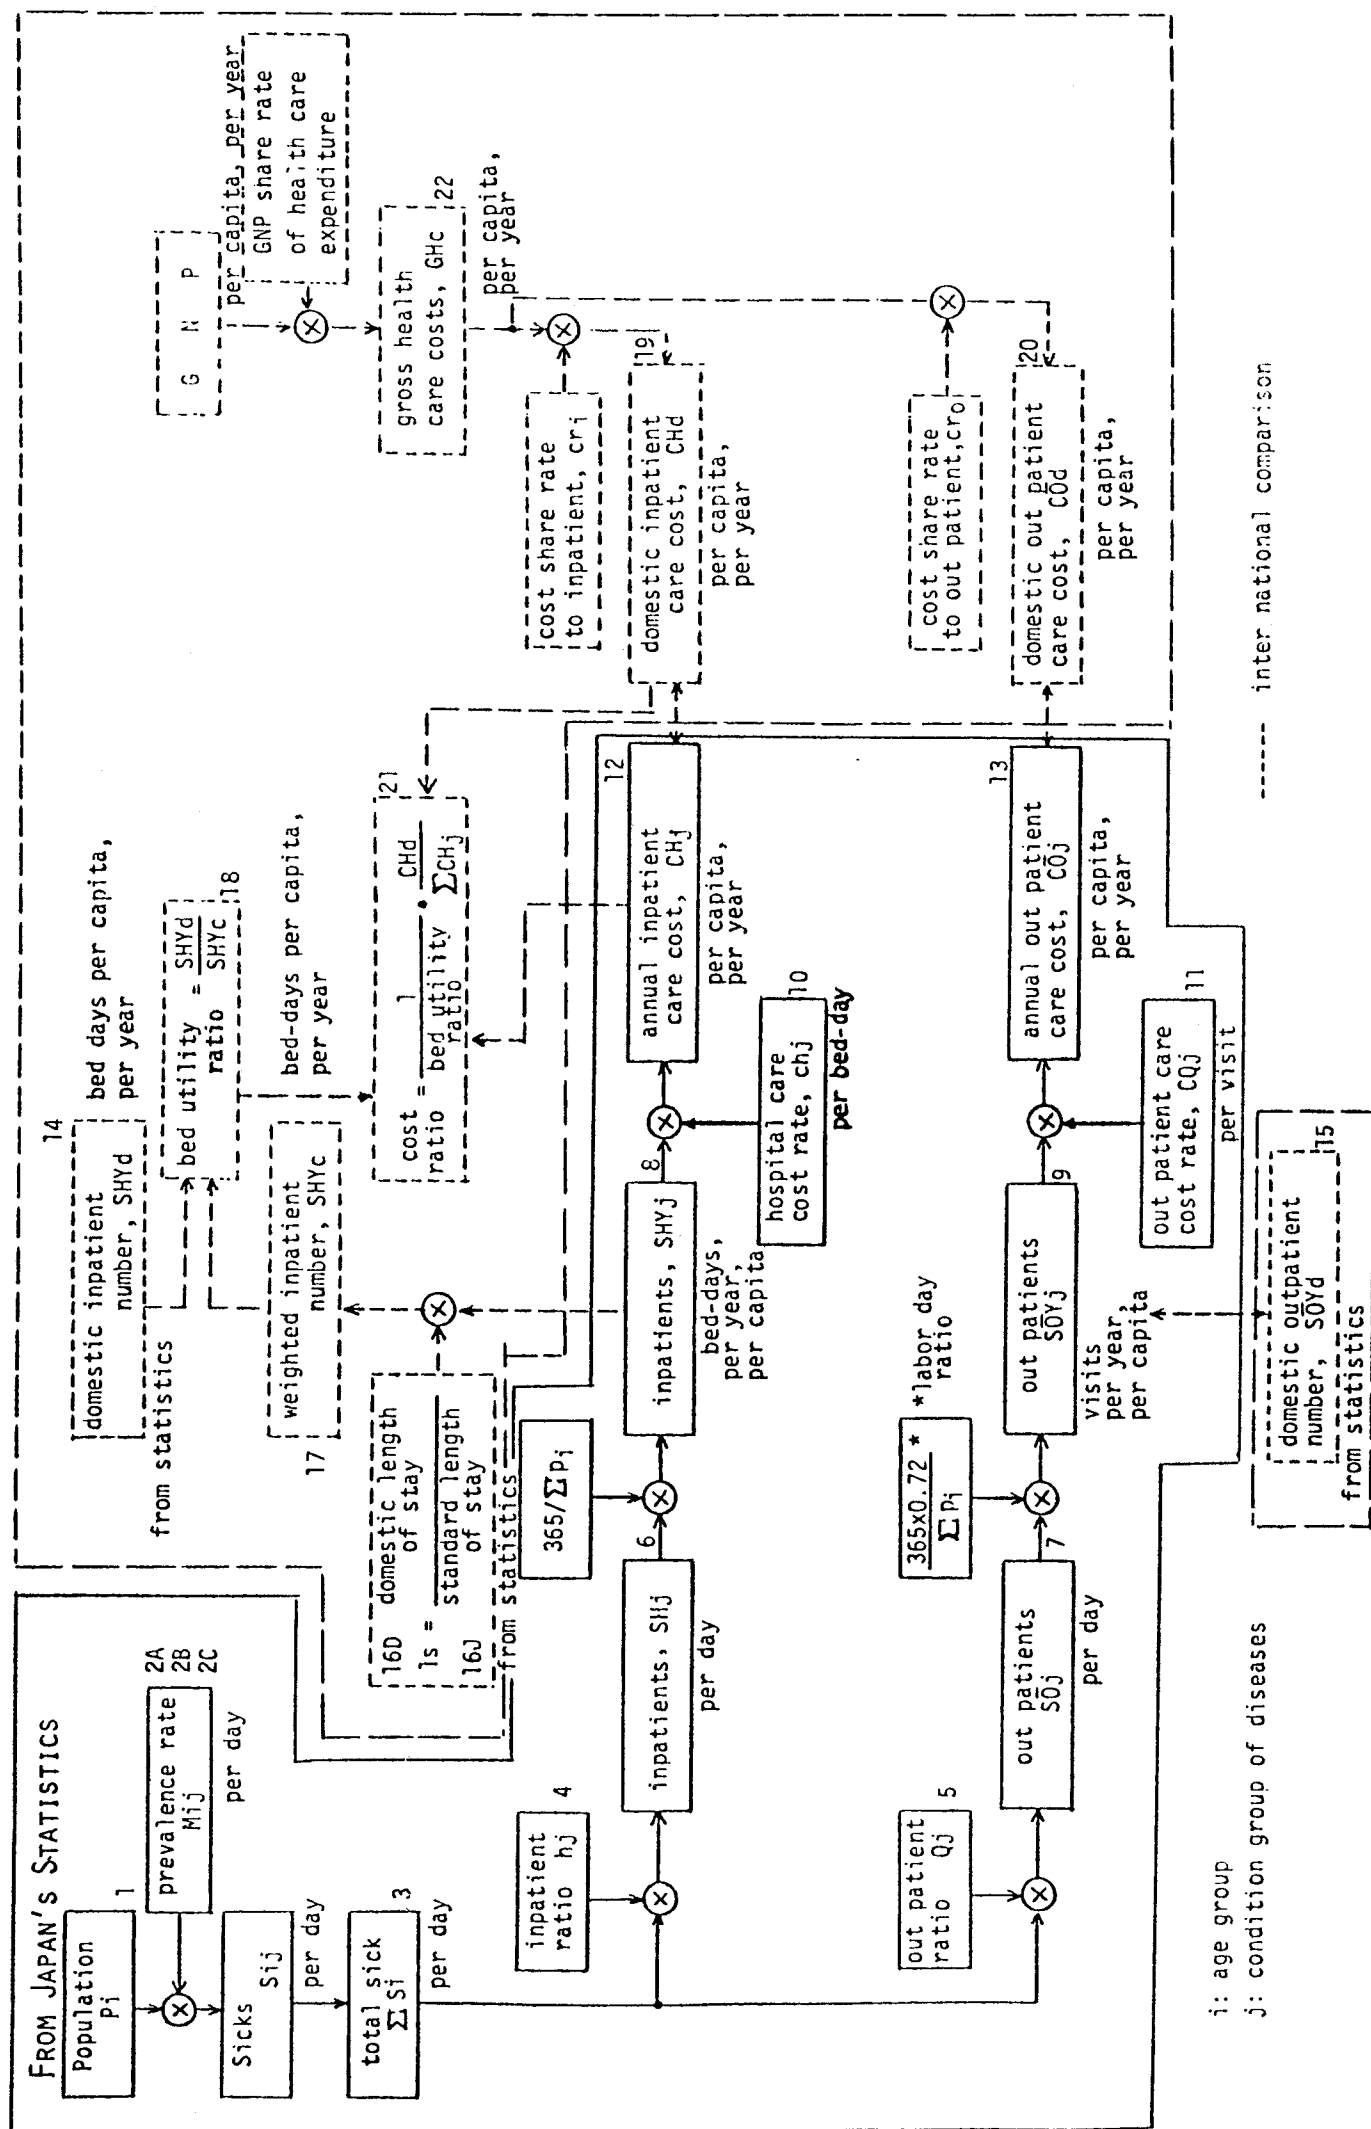 FROM JAPAN'S STATISTICS
Population
Pi
1
prevalence rate
Mij
2A
2B
2C
per day
Sicks
Sij
per day
total sick
ΣSi
3
per day
inpatient
ratio hj
4
out patient
ratio Qj
5
inpatients, SHj
per day
6
out patients
SOj
per day
7
365/ΣPi
365x0.72 *
ΣPi
*labor day
ratio
inpatients, SHYj
8
bed-days,
per year,
per capita
out patients
SOYj
9
visits
per year,
per capita
hospital care
cost rate, chj
10
per bed-day
out patient care
cost rate, CQj
11
per visit
annual inpatient
care cost, CHj
12
per capita,
per year
annual out patient
care cost, COj
13
per capita,
per year
14
domestic inpatient
number, SHYd
bed days per capita,
per year
from statistics
domestic outpatient
number, SOYd
15
from statistics
16D domestic length
of stay
ls =
16J standard length
of stay
from statistics
weighted inpatient
number, SHYc
17
bed-days per capita,
per year
bed utility = SHYd
ratio SHYc
18
cost = 1 • CHd
ratio bed utility ΣCHj
ratio
21
G N P
per capita, per year
GNP share rate
of health care
expenditure
gross health
care costs, GHc
22
per capita,
per year
cost share rate
to inpatient, cri
domestic inpatient
care cost, CHd
19
per capita,
per year
cost share rate
to out patient,cro
domestic out patient
care cost, COd
20
per capita,
per year
i: age group
j: condition group of diseases
----- inter national comparison